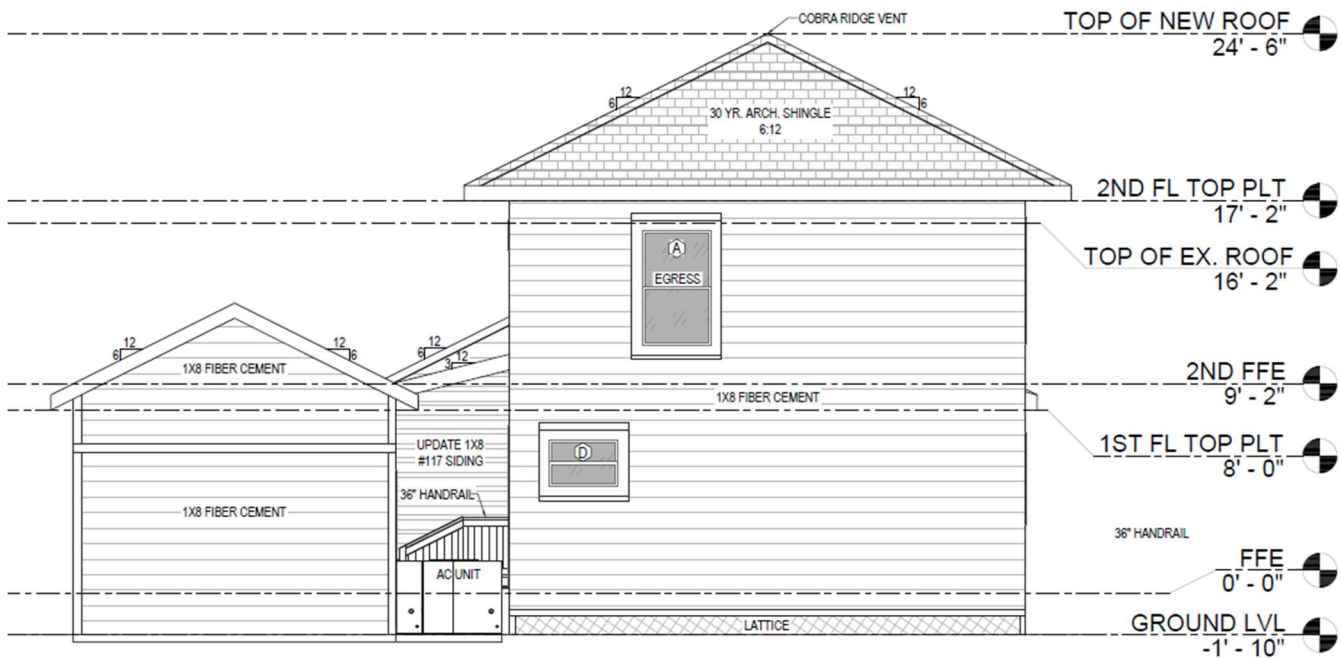 COBRA RIDGE VENT
TOP OF NEW ROOF
24' - 6"
12
6
12
6
30 YR. ARCH. SHINGLE
6:12
2ND FL TOP PLT
17' - 2"
A
EGRESS
TOP OF EX. ROOF
16' - 2"
12
6
12
6
12
6
12
3
1X8 FIBER CEMENT
2ND FFE
9' - 2"
1X8 FIBER CEMENT
UPDATE 1X8
#117 SIDING
D
1ST FL TOP PLT
8' - 0"
36" HANDRAIL
1X8 FIBER CEMENT
36" HANDRAIL
AC UNIT
FFE
0' - 0"
LATTICE
GROUND LVL
-1' - 10"